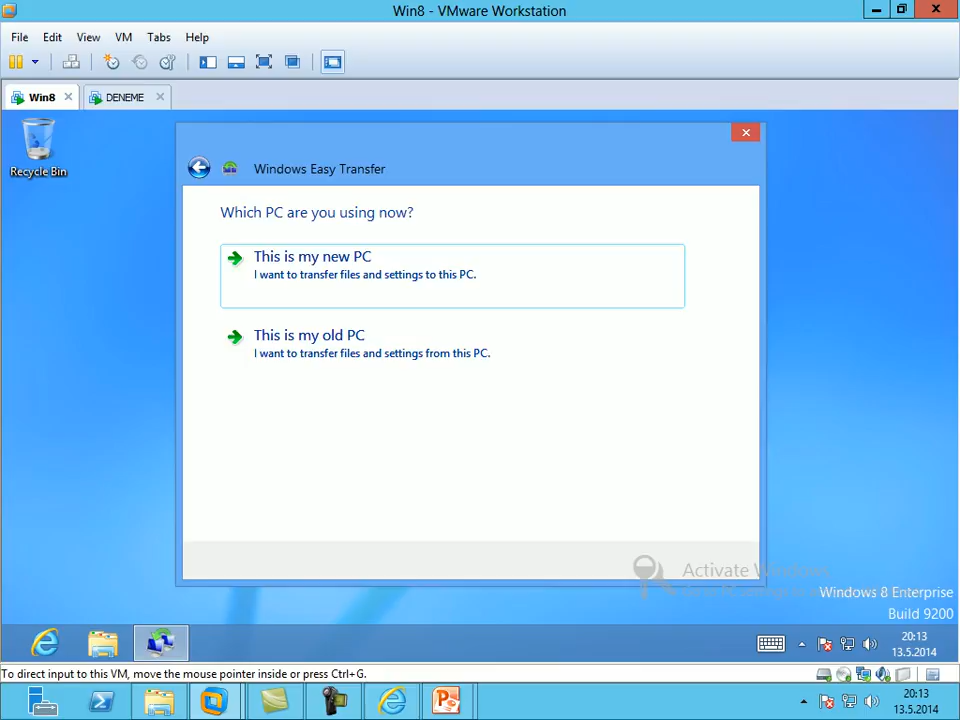 Win8 - VMware Workstation
File Edit View VM Tabs Help
Win8 DENEME
Recycle Bin
Windows Easy Transfer
Which PC are you using now?
This is my new PC
I want to transfer files and settings to this PC.
This is my old PC
I want to transfer files and settings from this PC.
Activate Windows
Windows 8 Enterprise
Build 9200
20:13
13.5.2014
To direct input to this VM, move the mouse pointer inside or press Ctrl+G.
20:13
13.5.2014